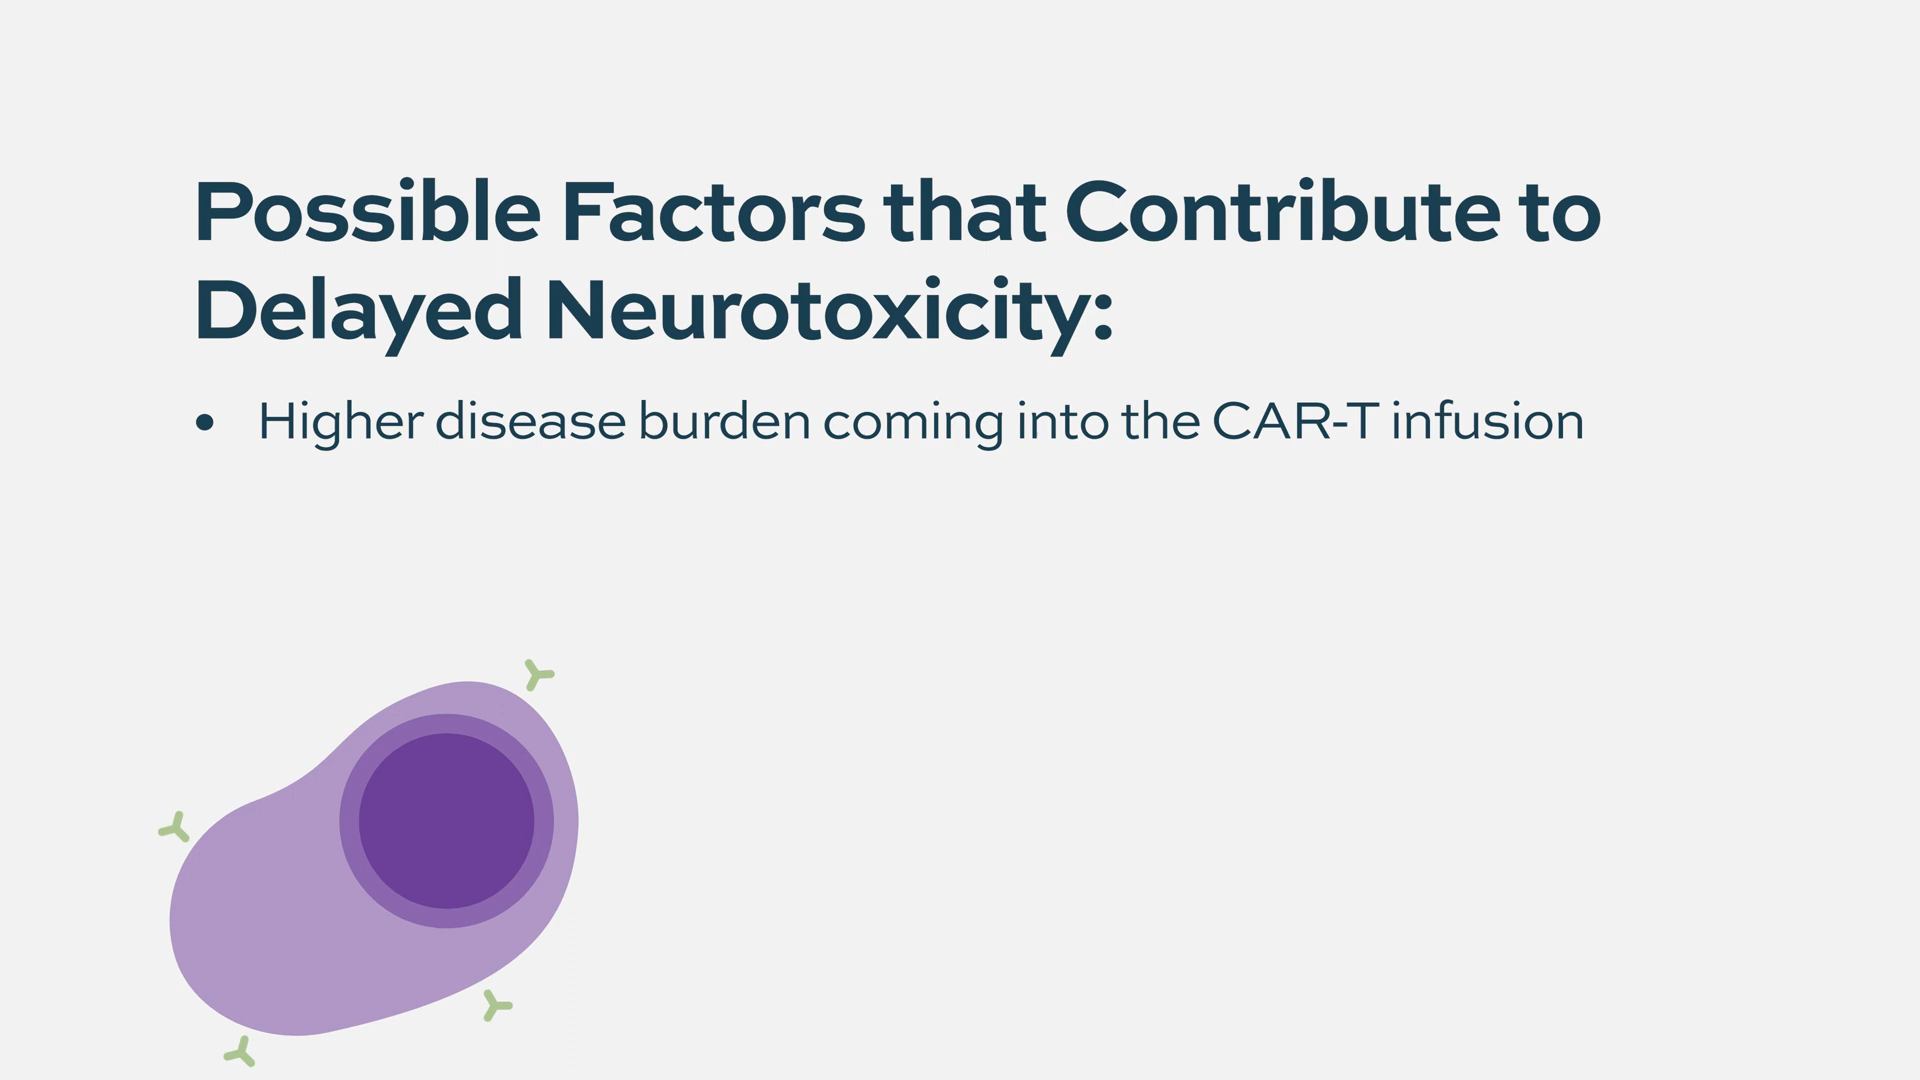 Possible Factors that Contribute to
Delayed Neurotoxicity:
• Higher disease burden coming into the CAR-T infusion